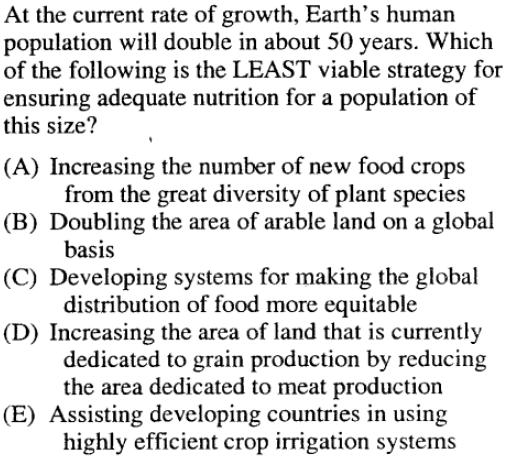 At the current rate of growth, Earth’s human
population will double in about 50 years. Which
of the following is the LEAST viable strategy for
ensuring adequate nutrition for a population of
this size?
(A) Increasing the number of new food crops
from the great diversity of plant species
(B) Doubling the area of arable land on a global
basis
(C) Developing systems for making the global
distribution of food more equitable
(D) Increasing the area of land that is currently
dedicated to grain production by reducing
the area dedicated to meat production
(E) Assisting developing countries in using
highly efficient crop irrigation systems